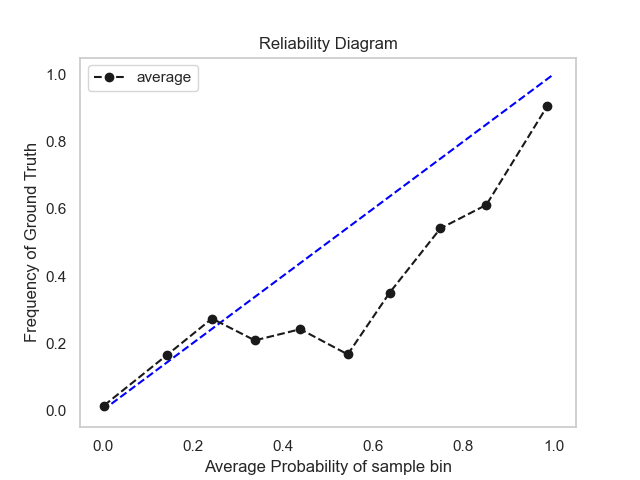 Reliability Diagram
average
Frequency of Ground Truth
1.0
0.8
0.6
0.4
0.2
0.0
0.0 0.2 0.4 0.6 0.8 1.0
Average Probability of sample bin